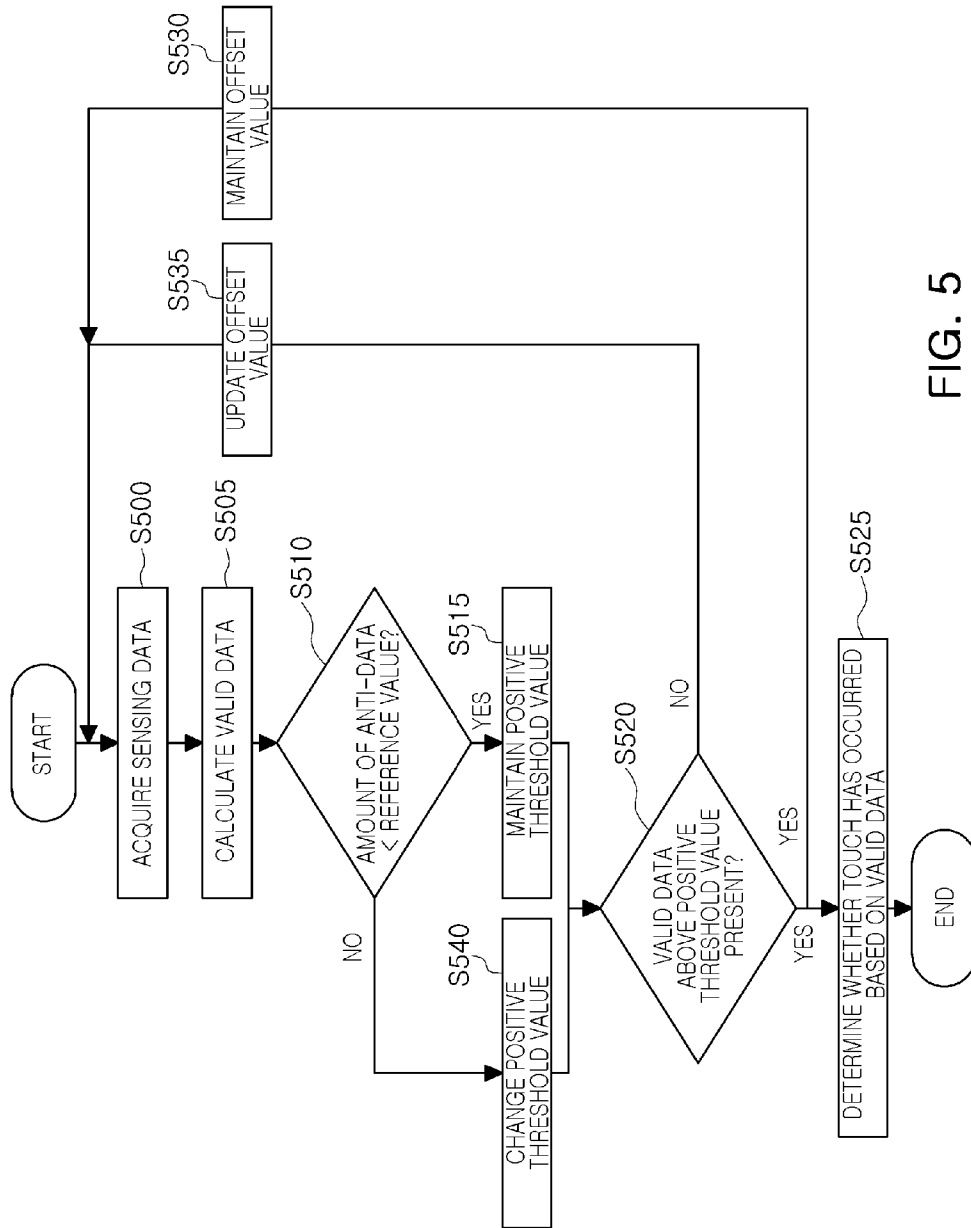 START
ACQUIRE SENSING DATA
S500
CALCULATE VALID DATA
S505
AMOUNT OF ANTI-DATA
< REFERENCE VALUE?
S510
NO
YES
CHANGE POSITIVE
THRESHOLD VALUE
S540
MAINTAIN POSITIVE
THRESHOLD VALUE
S515
VALID DATA
ABOVE POSITIVE
THRESHOLD VALUE
PRESENT?
S520
NO
YES
YES
UPDATE OFFSET
VALUE
S535
MAINTAIN OFFSET
VALUE
S530
DETERMINE WHETHER TOUCH HAS OCCURRED
BASED ON VALID DATA
S525
END
FIG. 5